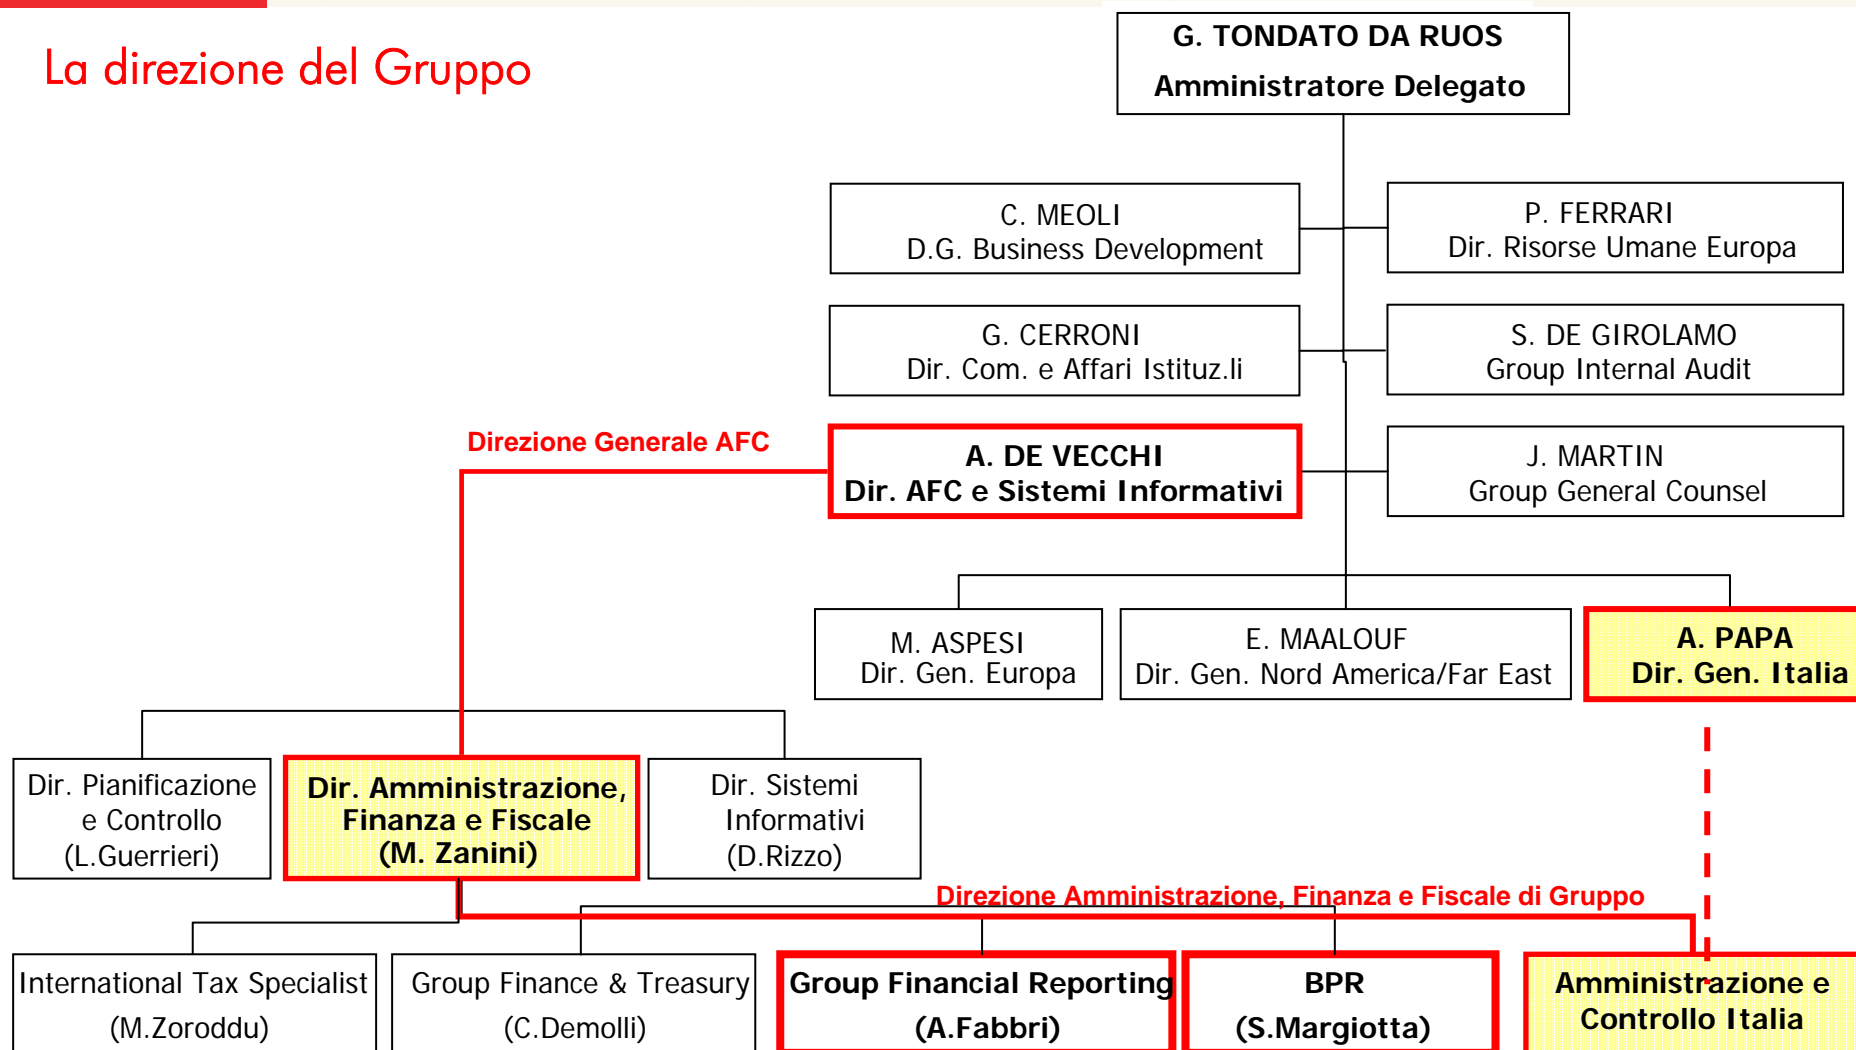 La direzione del Gruppo
G. TONDATO DA RUOS
Amministratore Delegato
C. MEOLI
D.G. Business Development
P. FERRARI
Dir. Risorse Umane Europa
G. CERRONI
Dir. Com. e Affari Istituz.li
S. DE GIROLAMO
Group Internal Audit
Direzione Generale AFC
A. DE VECCHI
Dir. AFC e Sistemi Informativi
J. MARTIN
Group General Counsel
M. ASPESI
Dir. Gen. Europa
E. MAALOUF
Dir. Gen. Nord America/Far East
A. PAPA
Dir. Gen. Italia
Dir. Pianificazione
e Controllo
(L.Guerrieri)
Dir. Amministrazione,
Finanza e Fiscale
(M. Zanini)
Dir. Sistemi
Informativi
(D.Rizzo)
Direzione Amministrazione, Finanza e Fiscale di Gruppo
International Tax Specialist
(M.Zoroddu)
Group Finance & Treasury
(C.Demolli)
Group Financial Reporting
(A.Fabbri)
BPR
(S.Margiotta)
Amministrazione e
Controllo Italia